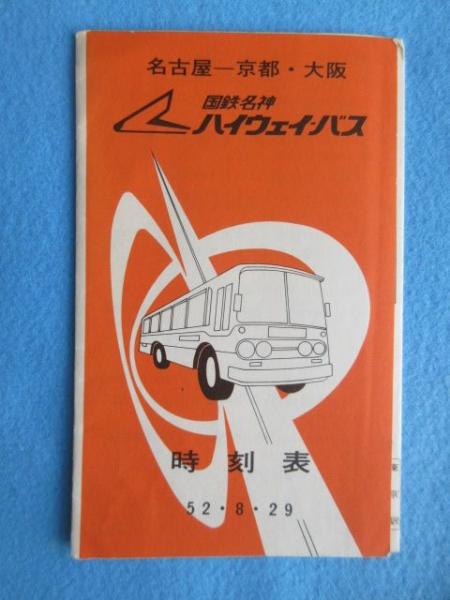 名古屋—京都・大阪
国鉄名神
ハイウェイ・バス
時刻表
52・8・29